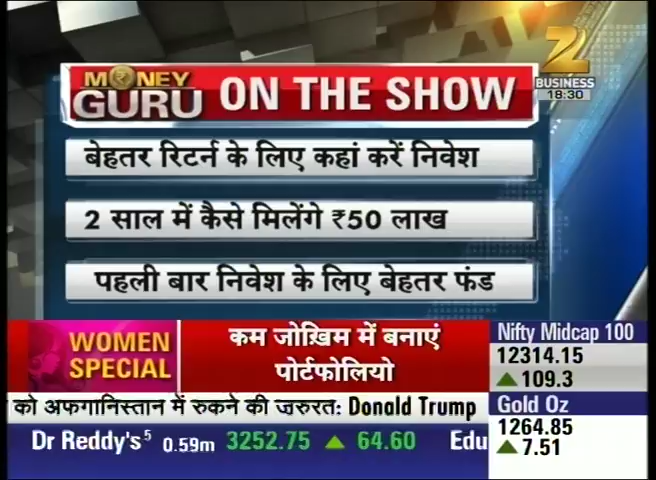 MONEY
GURU ON THE SHOW
Z
BUSINESS
18:30
बेहतर रिटर्न के लिए कहां करें निवेश
2 साल में कैसे मिलेंगे ₹50 लाख
पहली बार निवेश के लिए बेहतर फंड
WOMEN
SPECIAL
कम जोख़िम में बनाएं
पोर्टफोलियो
Nifty Midcap 100
12314.15
▲109.3
को अफगानिस्तान में रुकने की ज्रुरत: Donald Trump
Gold Oz
1264.85
▲7.51
Dr Reddy's⁵ 0.59m 3252.75 ▲ 64.60 Edu